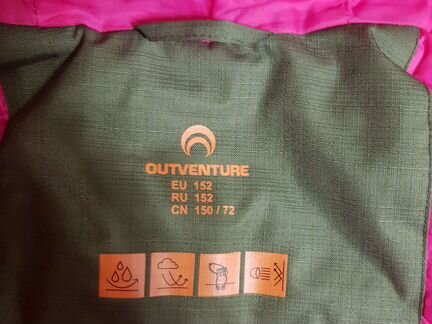 OUTVENTURE
EU 152
RU 152
CN 150 / 72